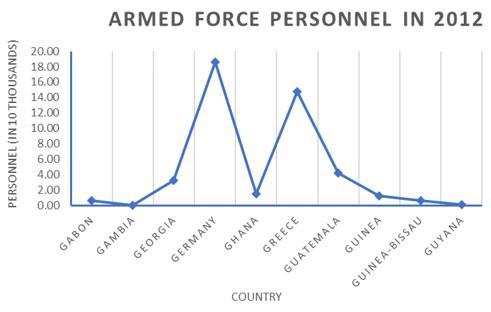 ARMED FORCE PERSONNEL IN 2012
PERSONNEL (IN10 THOUSANDS)
20.00
18.00
16.00
14.00
12.00
10.00
8.00
6.00
4.00
2.00
0.00
GABON
GAMBIA
GEORGIA
GERMANY
GHANA
GREECE
GUATEMALA
GUINEA
GUINEA-BISSAU
GUYANA
COUNTRY